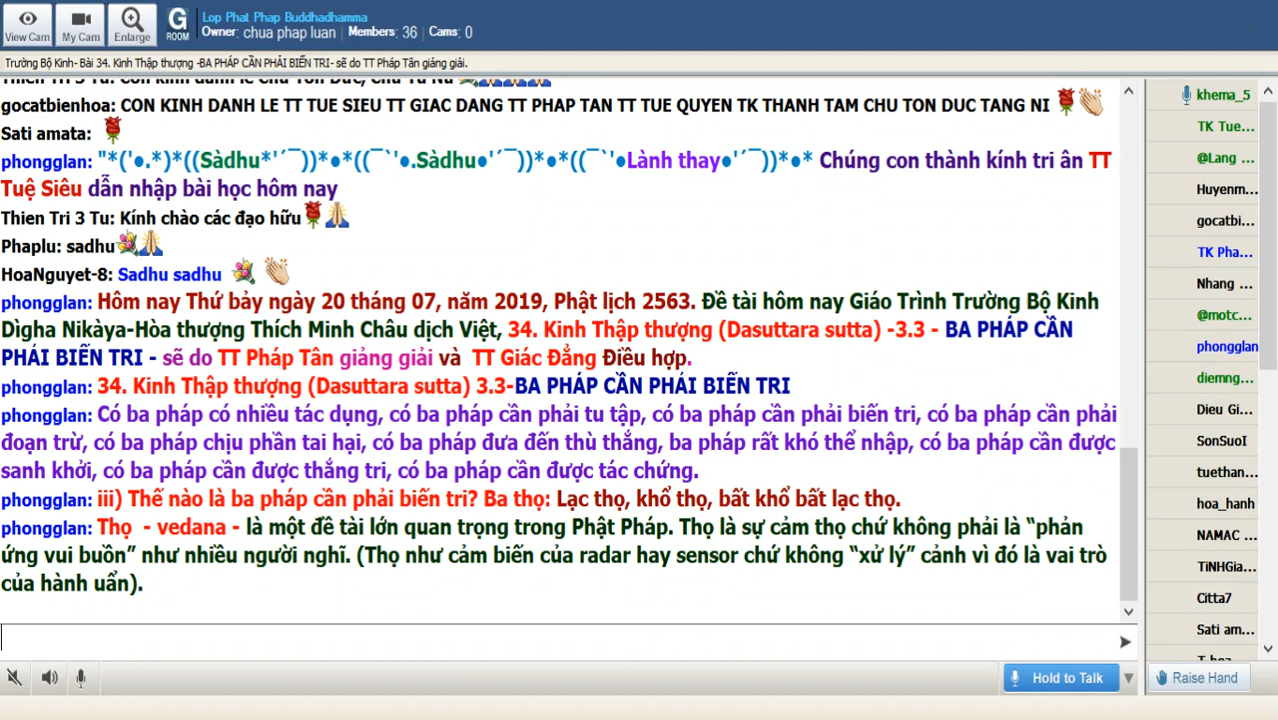 View Cam
My Cam
Enlarge
G
ROOM
Lop Phat Phap Buddhadhamma
Owner: chua phap luan | Members: 36 | Cams: 0
Trường Bộ Kinh- Bài 34. Kinh Thập thượng -BA PHÁP CẦN PHẢI BIẾN TRI- sẽ do TT Pháp Tân giảng giải.
gocatbienhoa: CON KINH DANH LE TT TUE SIEU TT GIAC DANG TT PHAP TAN TT TUE QUYEN TK THANH TAM CHU TON DUC TANG NI
Sati amata:
phongglan: "*('●.*)*((Sàdhu*'´¯))*●*((¯`'●.Sàdhu●'´¯))*●*((¯`'●Lành thay●'´¯))*●* Chúng con thành kính tri ân TT
Tuệ Siêu dẫn nhập bài học hôm nay
Thien Tri 3 Tu: Kính chào các đạo hữu
Phaplu: sadhu
HoaNguyet-8: Sadhu sadhu
phongglan: Hôm nay Thứ bảy ngày 20 tháng 07, năm 2019, Phật lịch 2563. Đề tài hôm nay Giáo Trình Trường Bộ Kinh
Dìgha Nikàya-Hòa thượng Thích Minh Châu dịch Việt, 34. Kinh Thập thượng (Dasuttara sutta) -3.3 - BA PHÁP CẦN
PHẢI BIẾN TRI - sẽ do TT Pháp Tân giảng giải và TT Giác Đẳng Điều hợp.
phongglan: 34. Kinh Thập thượng (Dasuttara sutta) 3.3-BA PHÁP CẦN PHẢI BIẾN TRI
phongglan: Có ba pháp có nhiều tác dụng, có ba pháp cần phải tu tập, có ba pháp cần phải biến tri, có ba pháp cần phải
đoạn trừ, có ba pháp chịu phần tai hại, có ba pháp đưa đến thù thắng, ba pháp rất khó thể nhập, có ba pháp cần được
sanh khởi, có ba pháp cần được thắng tri, có ba pháp cần được tác chứng.
phongglan: iii) Thế nào là ba pháp cần phải biến tri? Ba thọ: Lạc thọ, khổ thọ, bất khổ bất lạc thọ.
phongglan: Thọ - vedana - là một đề tài lớn quan trọng trong Phật Pháp. Thọ là sự cảm thọ chứ không phải là “phản
ứng vui buồn” như nhiều người nghĩ. (Thọ như cảm biến của radar hay sensor chứ không “xử lý” cảnh vì đó là vai trò
của hành uẩn).
Hold to Talk
khema_5
TK Tue...
@Lang ...
Huyenm...
gocatbi...
TK Pha...
Nhang ...
@motc...
phongglan
diemng...
Dieu Gi...
SonSuoI
tuethan...
hoa_hanh
NAMAC ...
TiNHGia...
Citta7
Sati am...
Raise Hand